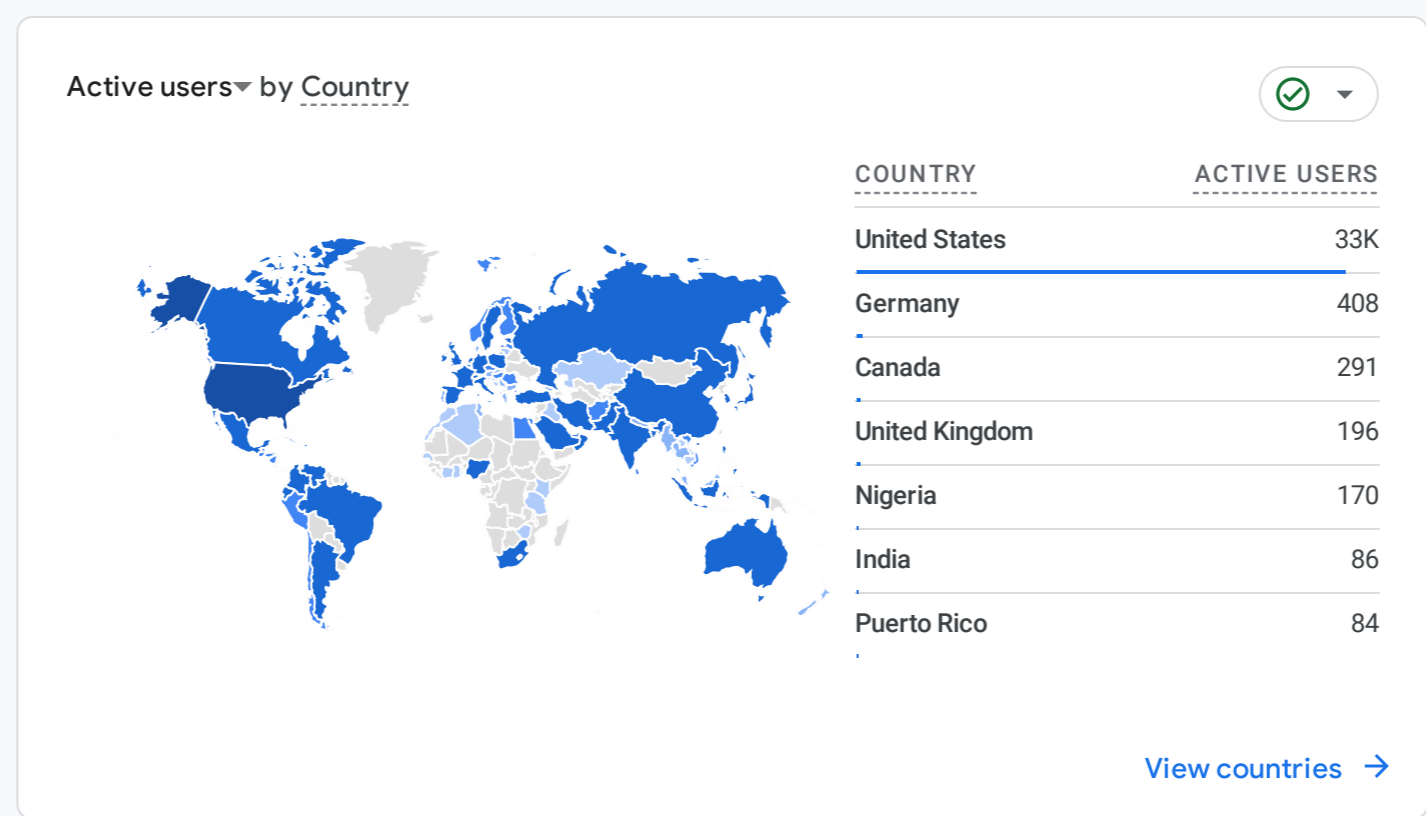 Active users by Country
COUNTRY ACTIVE USERS
United States 33K
Germany 408
Canada 291
United Kingdom 196
Nigeria 170
India 86
Puerto Rico 84
View countries